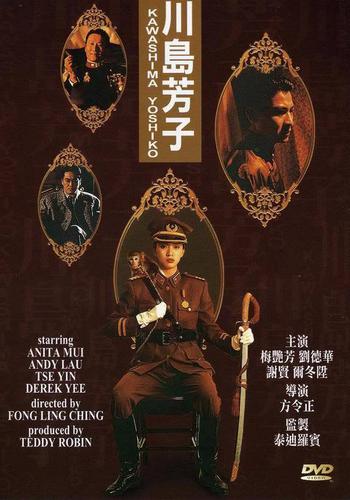 川島芳子
KAWASHIMA YOSHIKO
starring
ANITA MUI
ANDY LAU
TSE YIN
DEREK YEE
directed by
FONG LING CHING
produced by
TEDDY ROBIN
主演
梅艷芳 劉德華
謝賢 爾冬陞
導演
方令正
監製
泰迪羅賓
DVD
VIDEO